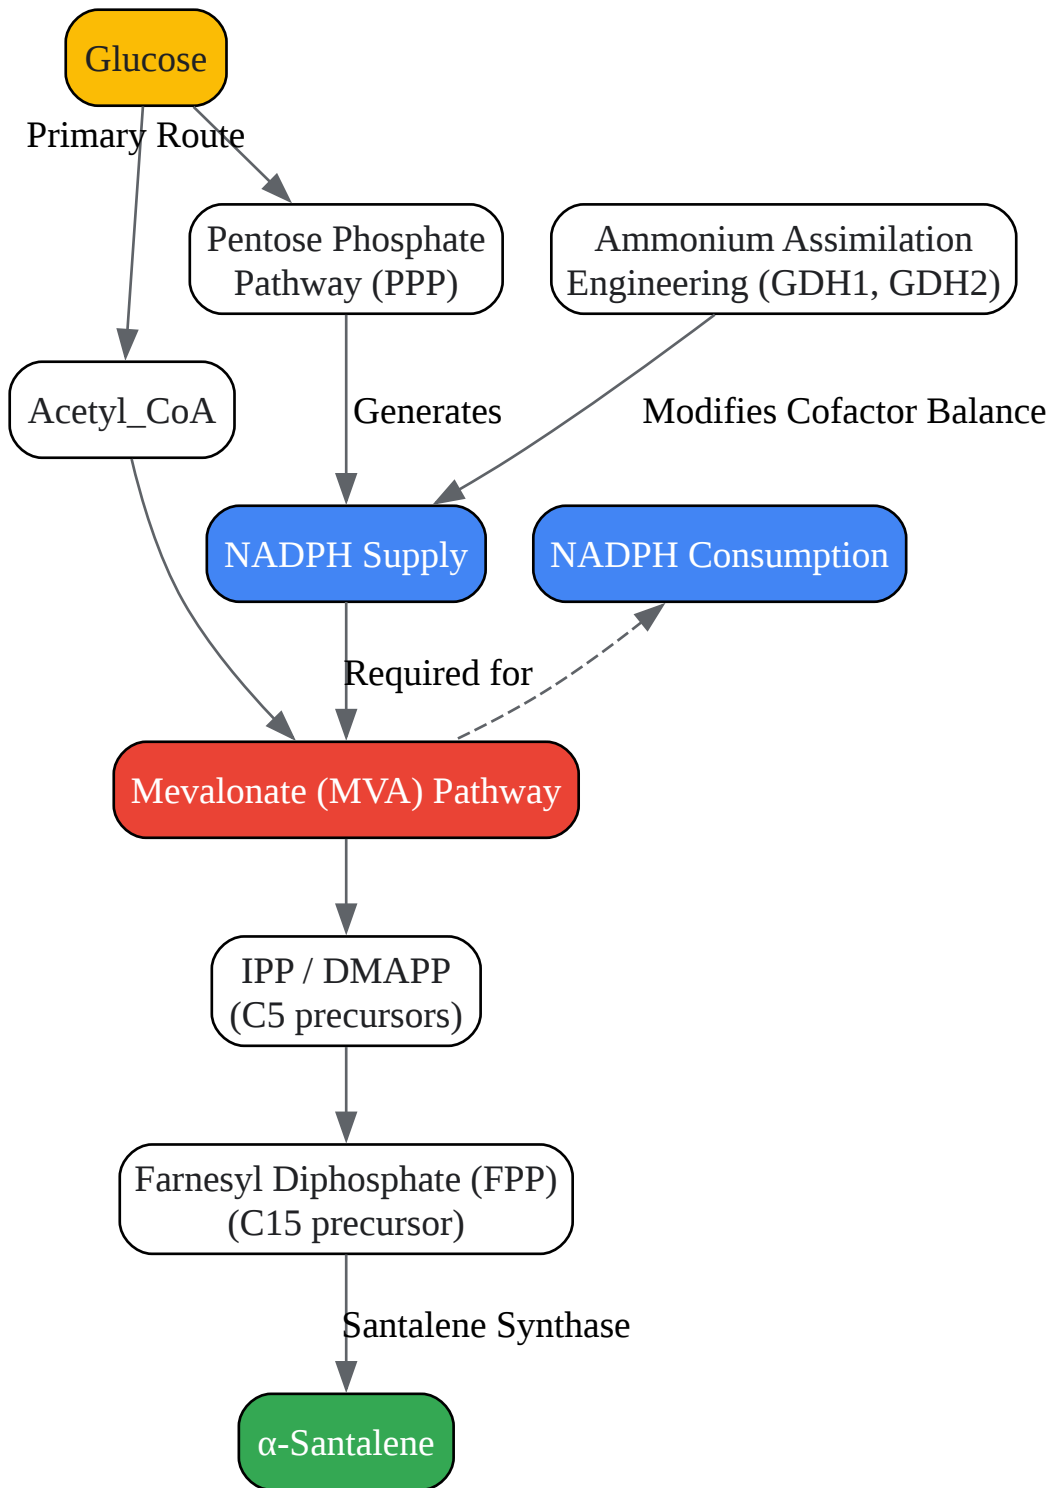 Glucose
Primary Route
Pentose Phosphate
Pathway (PPP)
Ammonium Assimilation
Engineering (GDH1, GDH2)
Acetyl_CoA
Generates
Modifies Cofactor Balance
NADPH Supply
NADPH Consumption
Required for
Mevalonate (MVA) Pathway
IPP / DMAPP
(C5 precursors)
Farnesyl Diphosphate (FPP)
(C15 precursor)
Santalene Synthase
α-Santalene